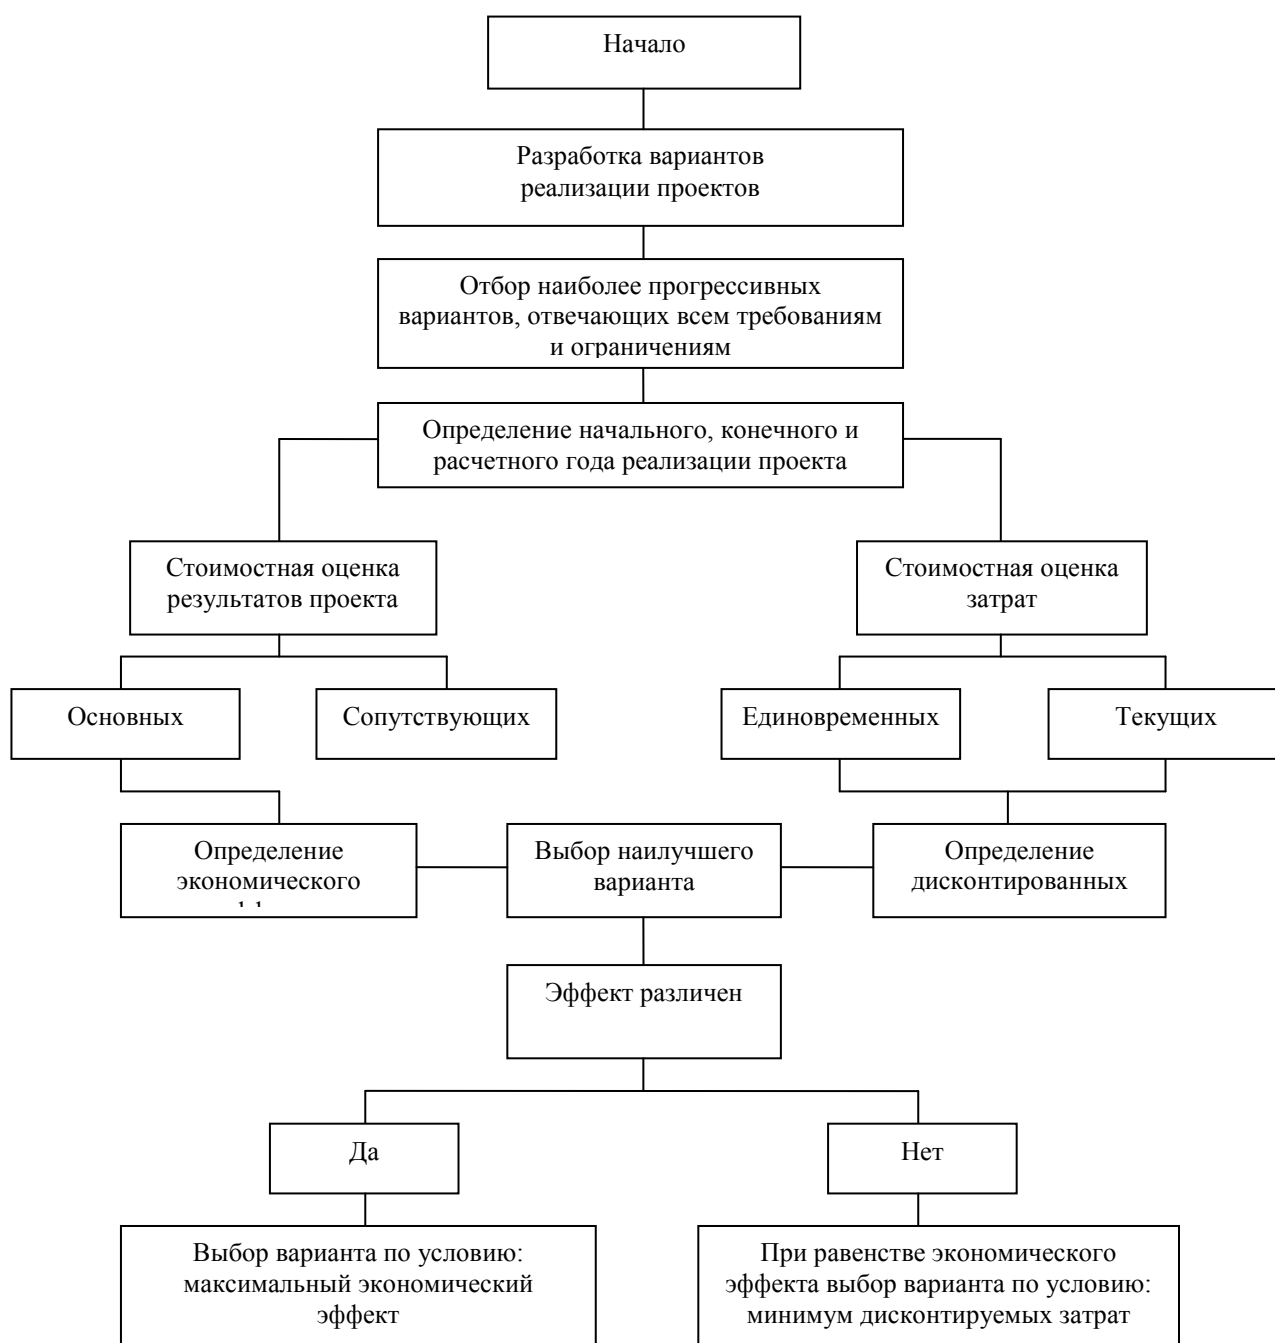 Начало
Разработка вариантов
реализации проектов
Отбор наиболее прогрессивных
вариантов, отвечающих всем требованиям
и ограничениям
Определение начального, конечного и
расчетного года реализации проекта
Стоимостная оценка
результатов проекта
Стоимостная оценка
затрат
Основных
Сопутствующих
Единовременных
Текущих
Определение
экономического
Выбор наилучшего
варианта
Определение
дисконтированных
Эффект различен
Да
Нет
Выбор варианта по условию:
максимальный экономический
эффект
При равенстве экономического
эффекта выбор варианта по условию:
минимум дисконтируемых затрат